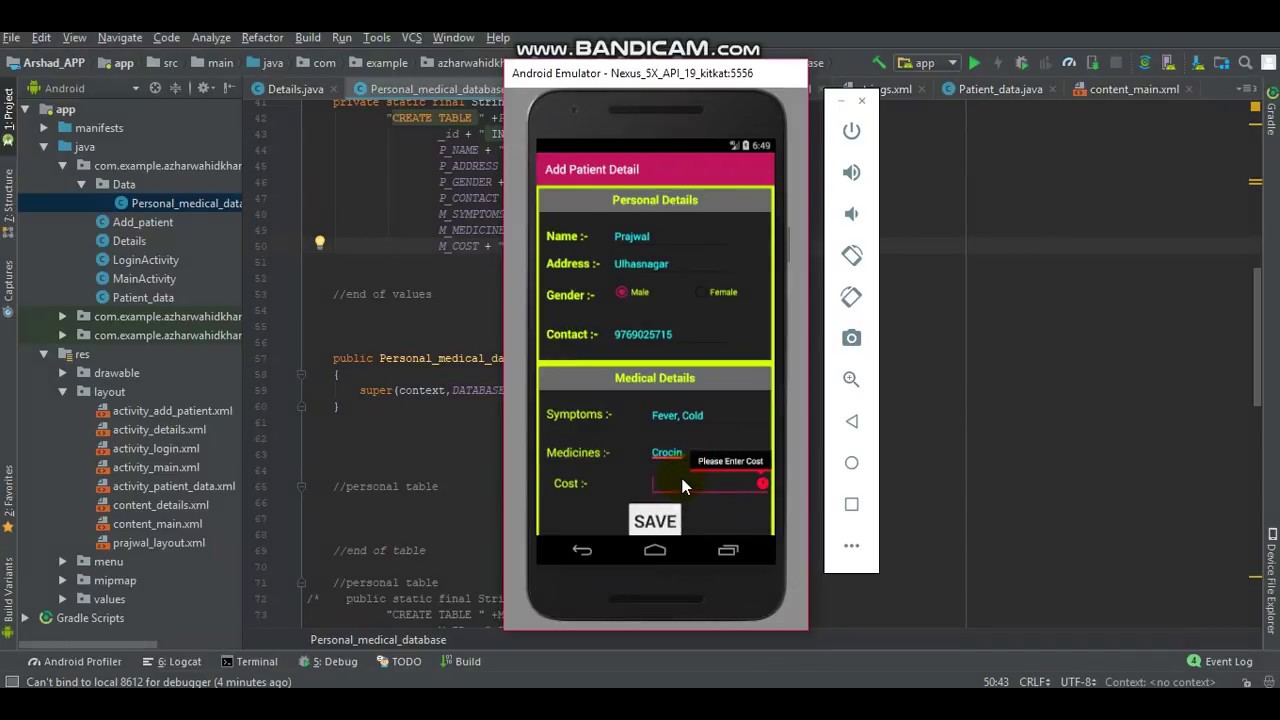 www.BANDICAM.com
File Edit View Navigate Code Analyze Refactor Build Run Tools VCS Window Help
Arshad_APP app src main java com example azharwahidkha base app
Android Emulator - Nexus_5X_API_19_kitkat:5556
Android Details.java Personal_medical_database ngs.xml Patient_data.java content_main.xml
1: Project
7: Structure
Captures
2: Favorites
Build Variants
Gradle
Device File Explorer
app
manifests
java
com.example.azharwahidkhar
Data
Personal_medical_data
Add_patient
Details
LoginActivity
MainActivity
Patient_data
com.example.azharwahidkhar
com.example.azharwahidkhar
res
drawable
layout
activity_add_patient.xml
activity_details.xml
activity_login.xml
activity_main.xml
activity_patient_data.xml
content_details.xml
content_main.xml
prajwal_layout.xml
menu
mipmap
values
Gradle Scripts
41 private static final String
42 "CREATE TABLE " +P
43 _id + " IN
44 P_NAME + "
45 P_ADDRESS
46 P_GENDER +
47 P_CONTACT
48 M_SYMPTOMS
49 M_MEDICINE
50 M_COST + "
51
52
53 //end of values
54
55
56
57 public Personal_medical_da
58 {
59 super(context,DATABASE
60 }
61
62
63
64
65 //personal table
66
67
68
69 //end of table
70
71 //personal table
72 /* public static final Stri
73 "CREATE TABLE " +M
6:49
Add Patient Detail
Personal Details
Name :- Prajwal
Address :- Ulhasnagar
Gender :- Male Female
Contact :- 9769025715
Medical Details
Symptoms :- Fever, Cold
Medicines :- Crocin
Please Enter Cost
Cost :-
SAVE
Personal_medical_database
Android Profiler 6: Logcat Terminal 5: Debug TODO Build 4 Event Log
Can't bind to local 8612 for debugger (4 minutes ago) 50:43 CRLF UTF-8 Context: <no context>